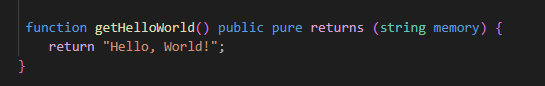 function getHelloWorld() public pure returns (string memory) {
return "Hello, World!";
}